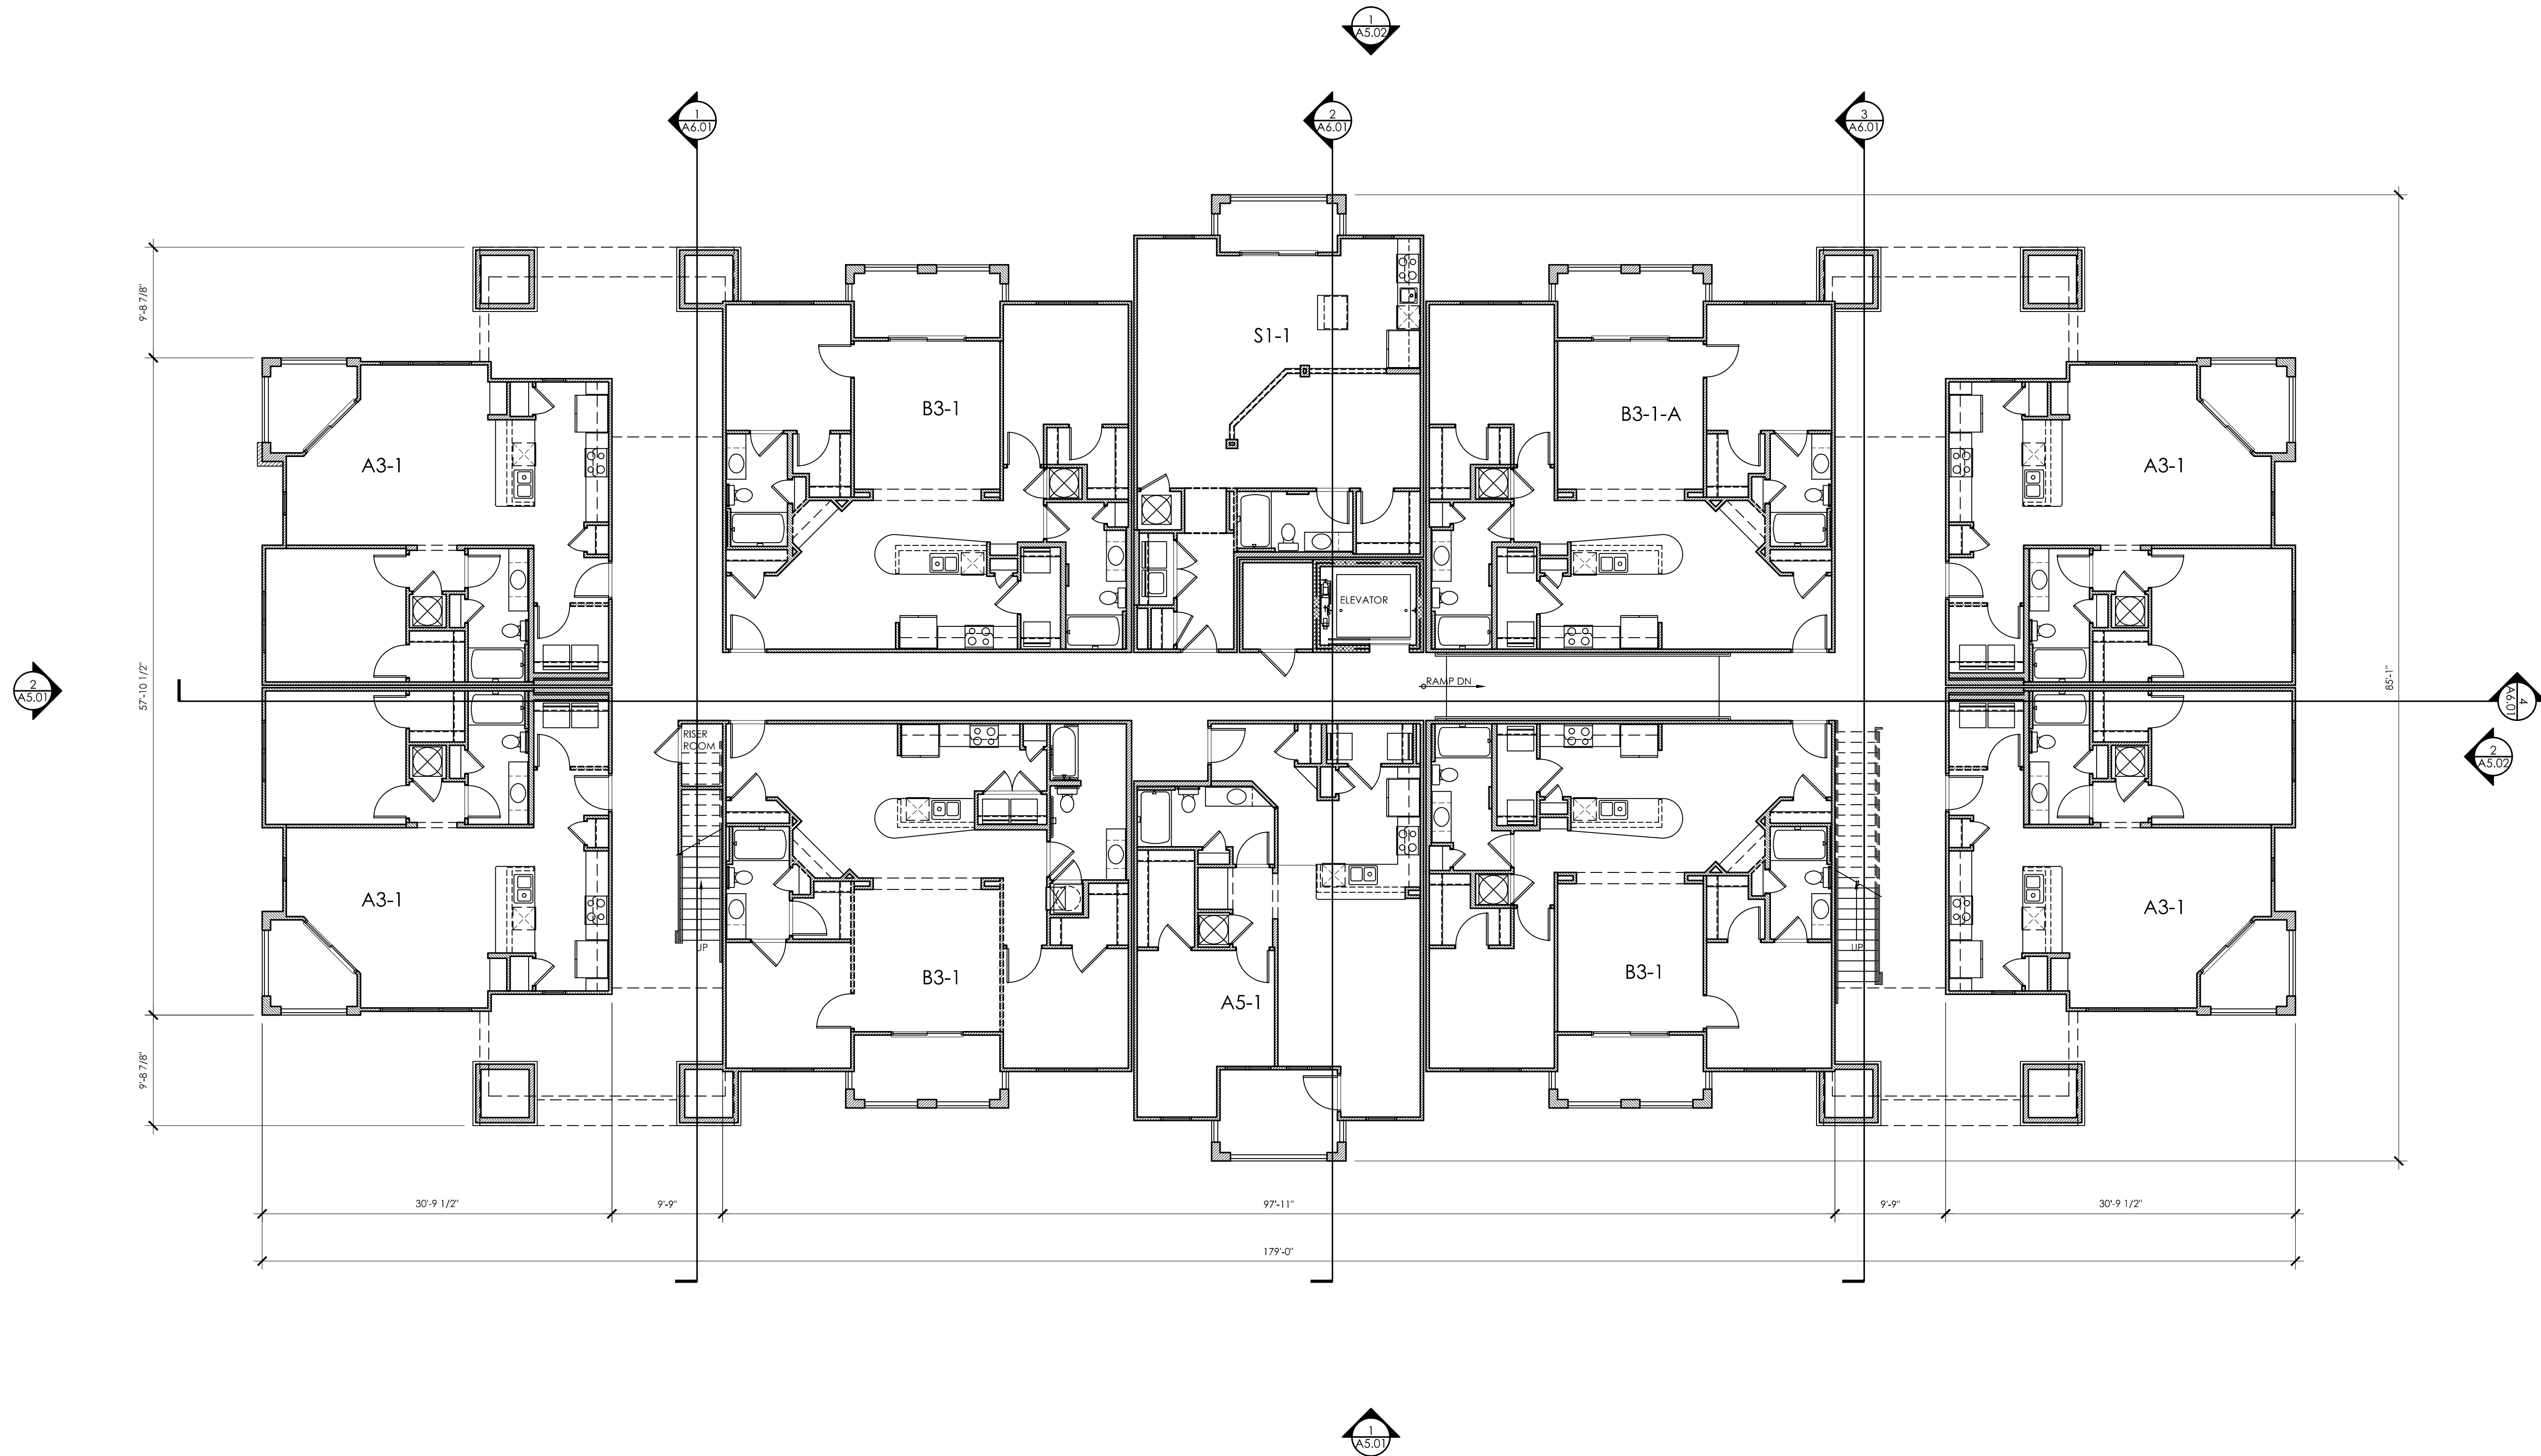 1
A5.02
1
A6.01
2
A6.01
3
A6.01
9'-8 7/8"
S1-1
B3-1
B3-1-A
A3-1
A3-1
ELEVATOR
57'-10 1/2"
85'-1"
2
A5.01
RAMP DN
4
A6.01
RISER
ROOM
2
A5.02
A3-1
A3-1
UP
UP
B3-1
B3-1
A5-1
9'-8 7/8"
30'-9 1/2"
9'-9"
97'-11"
9'-9"
30'-9 1/2"
179'-0"
1
A5.01